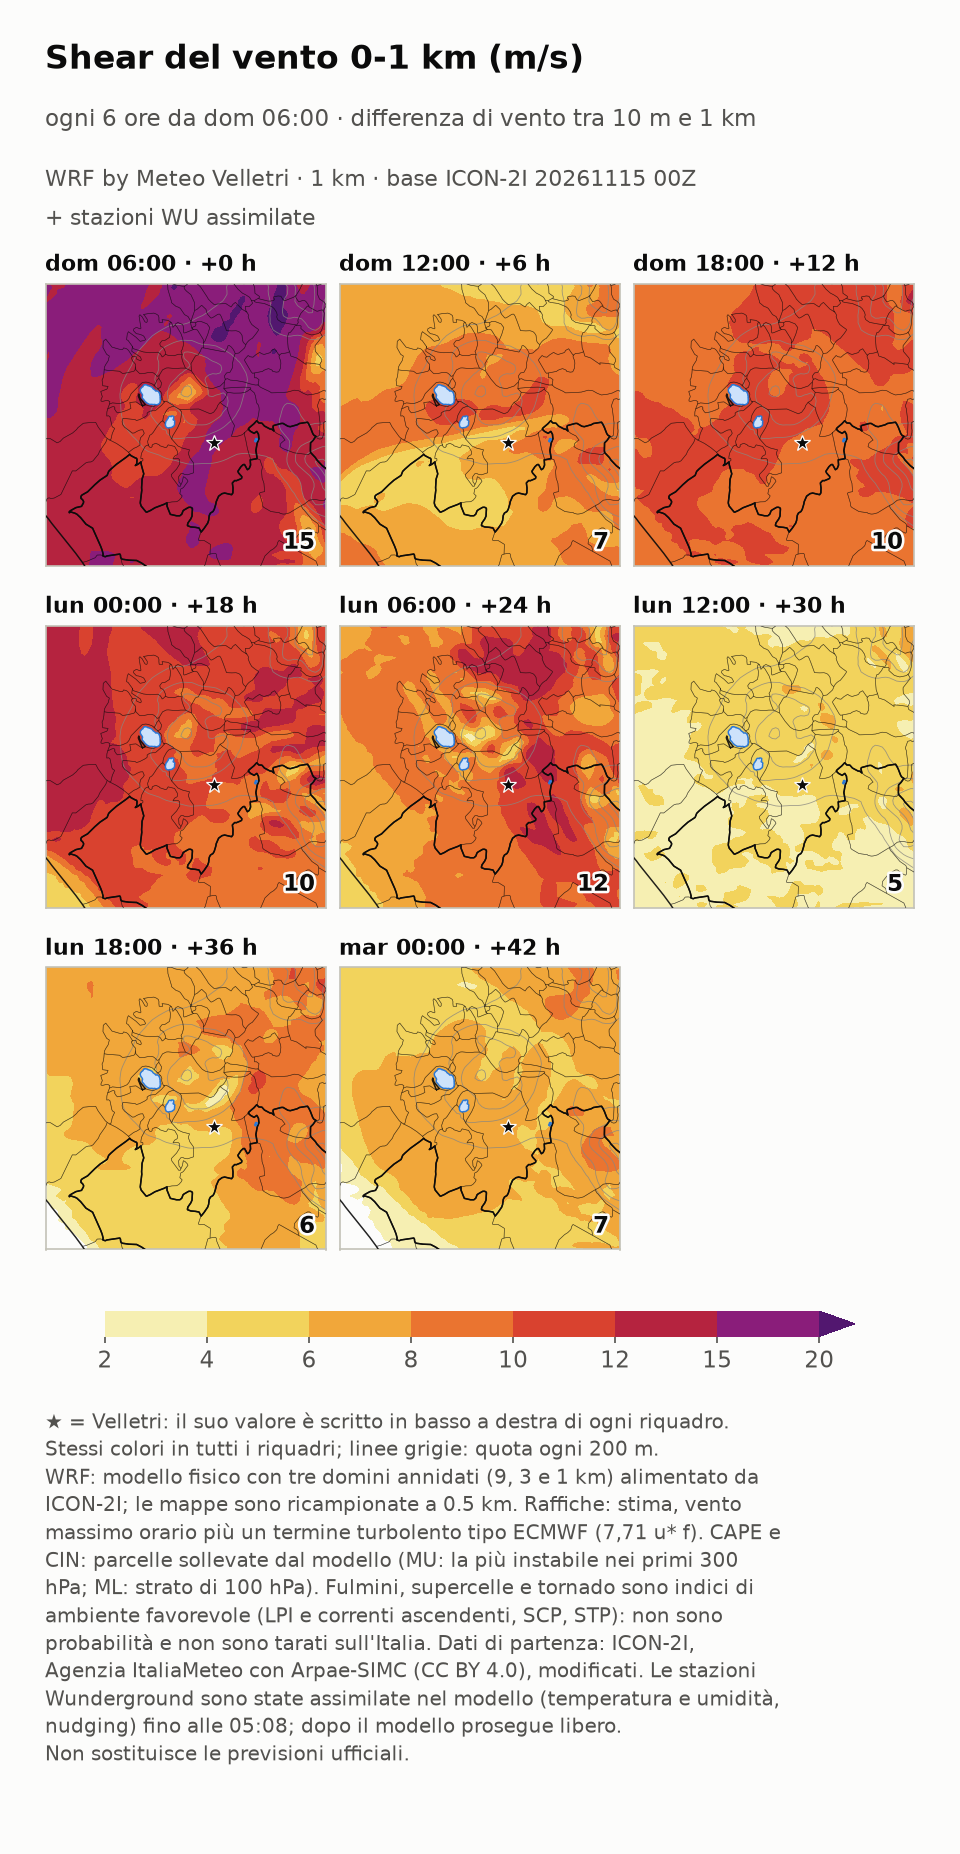 Shear del vento 0-1 km (m/s)
ogni 6 ore da dom 06:00 · differenza di vento tra 10 m e 1 km
WRF by Meteo Velletri · 1 km · base ICON-2I 20261115 00Z
+ stazioni WU assimilate
dom 06:00 · +0 h
dom 12:00 · +6 h
dom 18:00 · +12 h
15
7
10
lun 00:00 · +18 h
lun 06:00 · +24 h
lun 12:00 · +30 h
10
12
5
lun 18:00 · +36 h
mar 00:00 · +42 h
6
7
2 4 6 8 10 12 15 20
★ = Velletri: il suo valore è scritto in basso a destra di ogni riquadro.
Stessi colori in tutti i riquadri; linee grigie: quota ogni 200 m.
WRF: modello fisico con tre domini annidati (9, 3 e 1 km) alimentato da
ICON-2I; le mappe sono ricampionate a 0.5 km. Raffiche: stima, vento
massimo orario più un termine turbolento tipo ECMWF (7,71 u* f). CAPE e
CIN: parcelle sollevate dal modello (MU: la più instabile nei primi 300
hPa; ML: strato di 100 hPa). Fulmini, supercelle e tornado sono indici di
ambiente favorevole (LPI e correnti ascendenti, SCP, STP): non sono
probabilità e non sono tarati sull'Italia. Dati di partenza: ICON-2I,
Agenzia ItaliaMeteo con Arpae-SIMC (CC BY 4.0), modificati. Le stazioni
Wunderground sono state assimilate nel modello (temperatura e umidità,
nudging) fino alle 05:08; dopo il modello prosegue libero.
Non sostituisce le previsioni ufficiali.